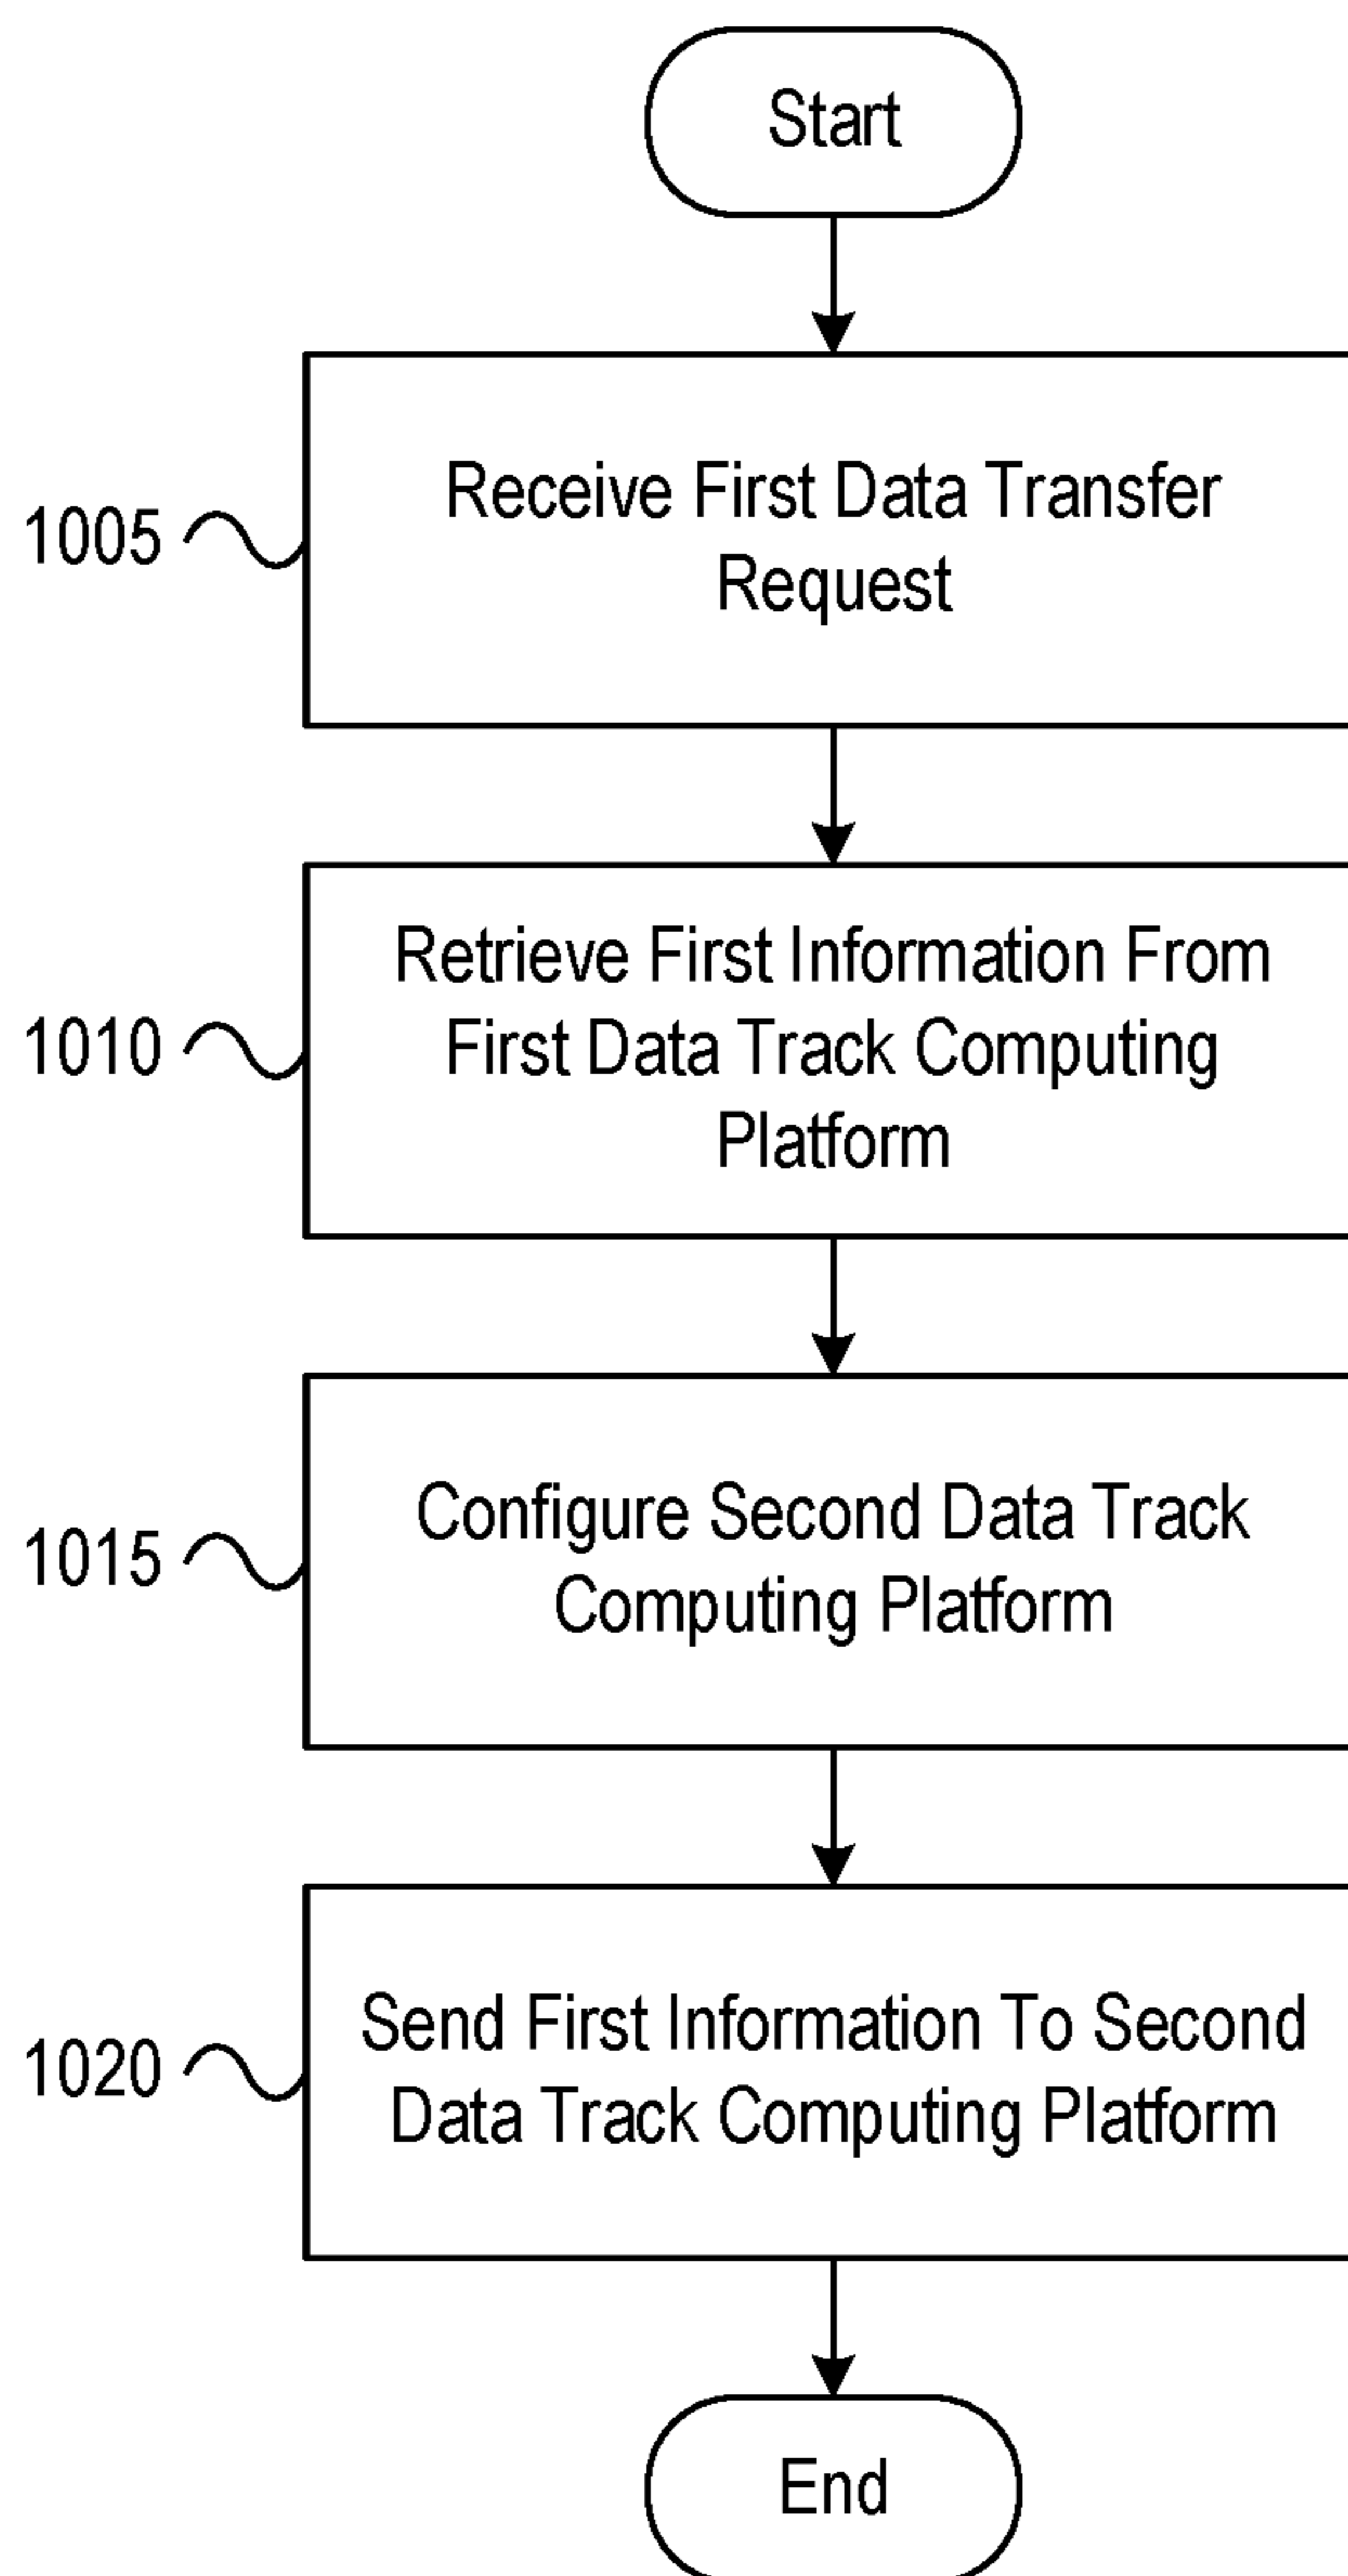 Start
1005
Receive First Data Transfer
Request
1010
Retrieve First Information From
First Data Track Computing
Platform
1015
Configure Second Data Track
Computing Platform
1020
Send First Information To Second
Data Track Computing Platform
End